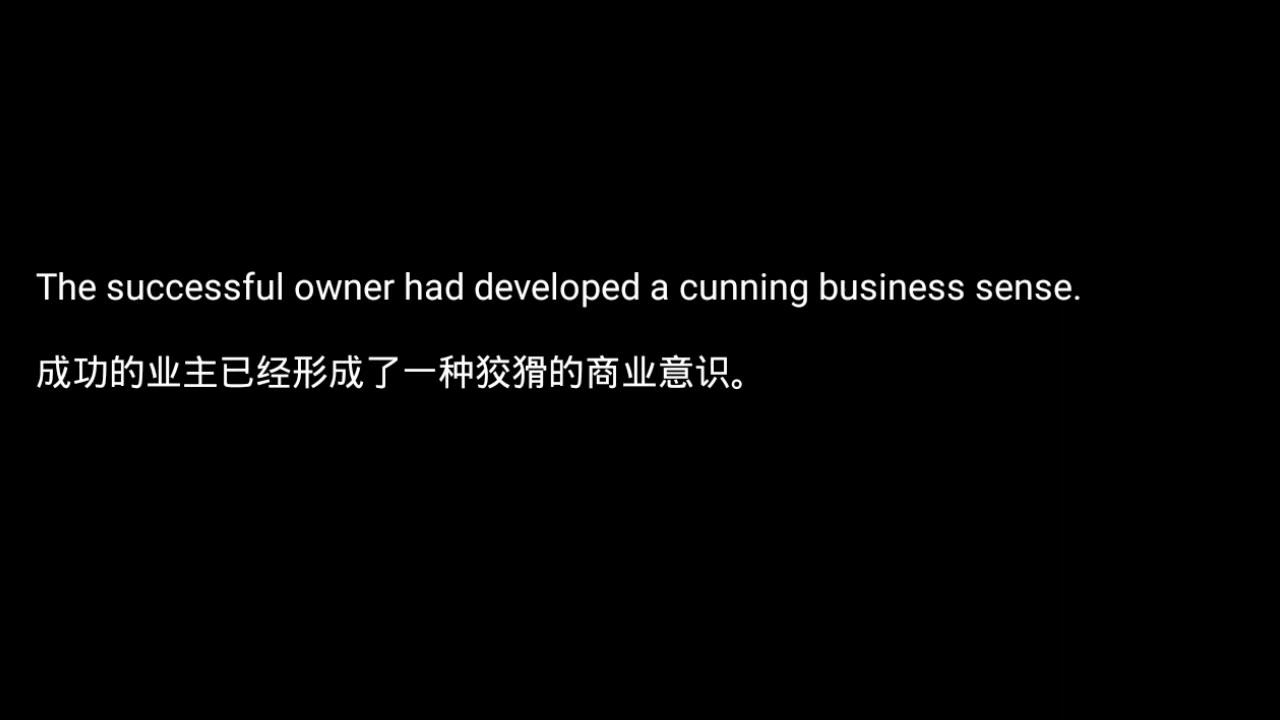 The successful owner had developed a cunning business sense.
成功的业主已经形成了一种狡猾的商业意识。